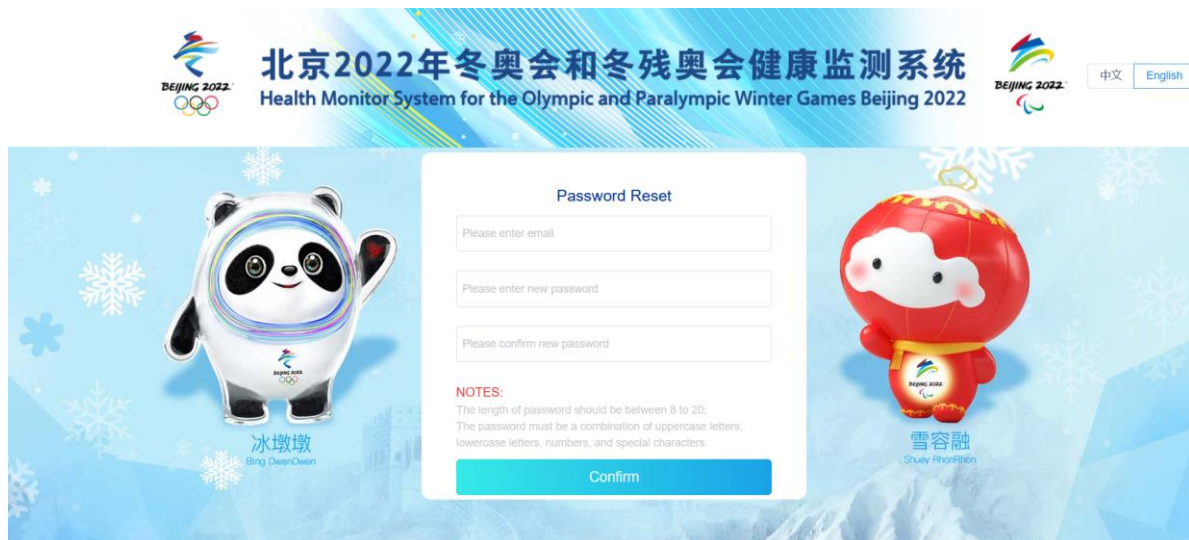 BEIJING 2022
北京2022年冬奥会和冬残奥会健康监测系统
Health Monitor System for the Olympic and Paralympic Winter Games Beijing 2022
BEIJING 2022
中文 English
Password Reset
Please enter email
Please enter new password
Please confirm new password
NOTES:
The length of password should be between 8 to 20;
The password must be a combination of uppercase letters,
lowercase letters, numbers, and special characters.
Confirm
BEIJING 2022
冰墩墩
Bing DwenDwen
BEIJING 2022
雪容融
Shuey RhonRhon